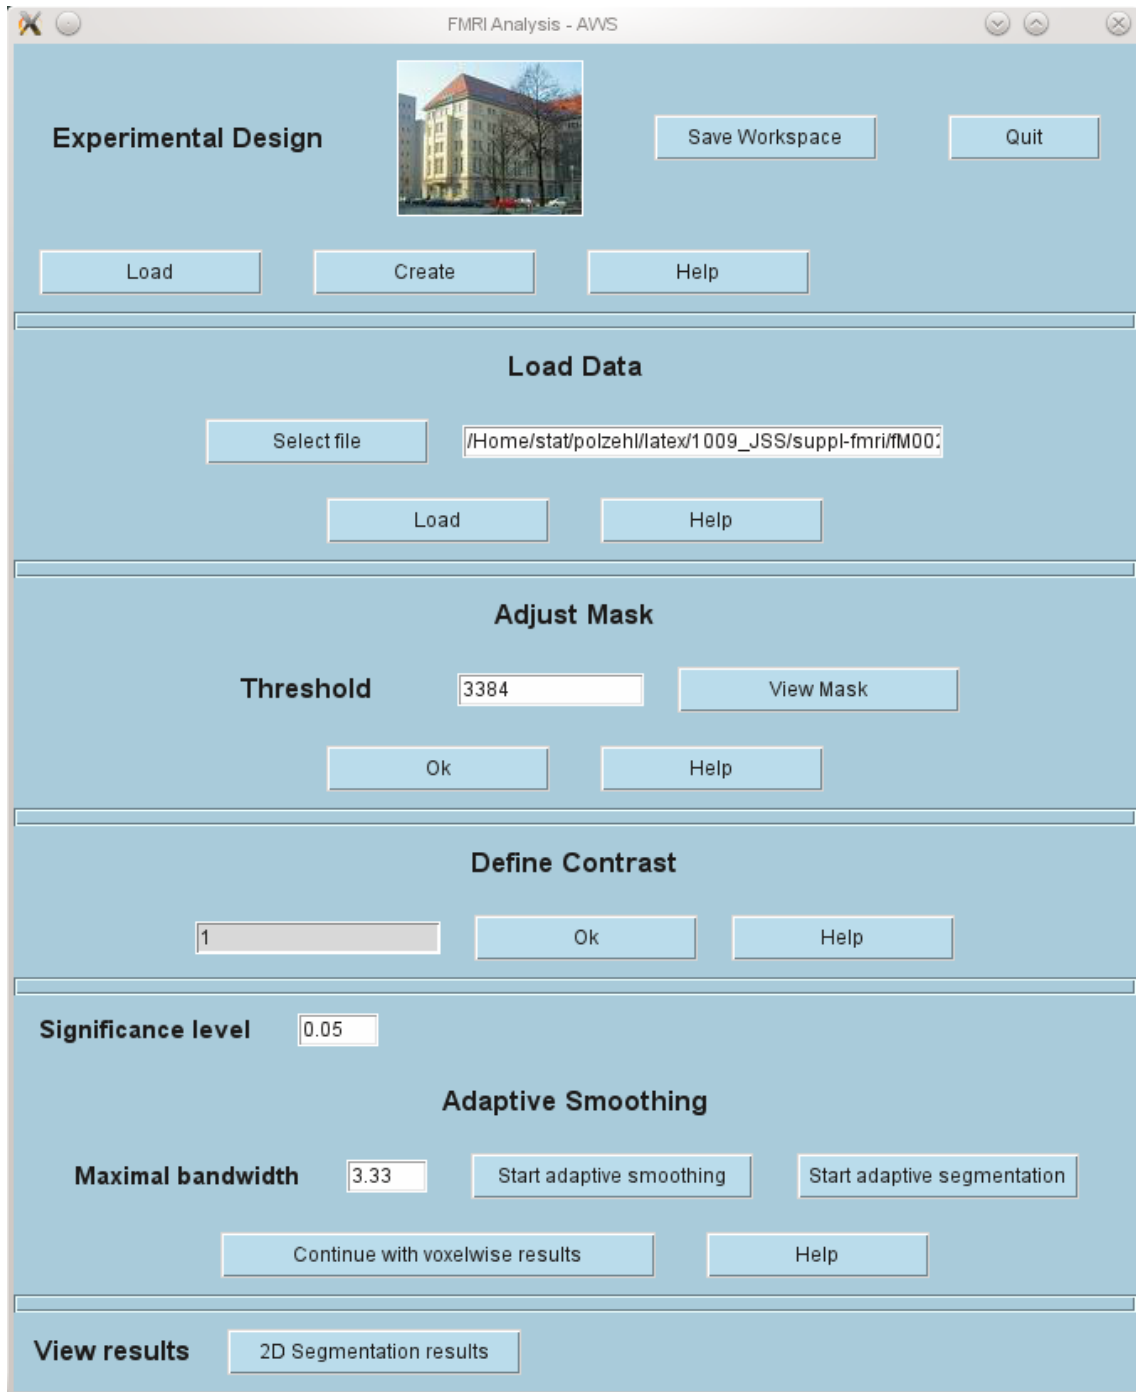 FMRI Analysis - AWS
Experimental Design
Save Workspace
Quit
Load
Create
Help
Load Data
Select file
/Home/stat/polzehl/latex/1009_JSS/suppl-fmri/fM002
Load
Help
Adjust Mask
Threshold
3384
View Mask
Ok
Help
Define Contrast
1
Ok
Help
Significance level
0.05
Adaptive Smoothing
Maximal bandwidth
3.33
Start adaptive smoothing
Start adaptive segmentation
Continue with voxelwise results
Help
View results
2D Segmentation results